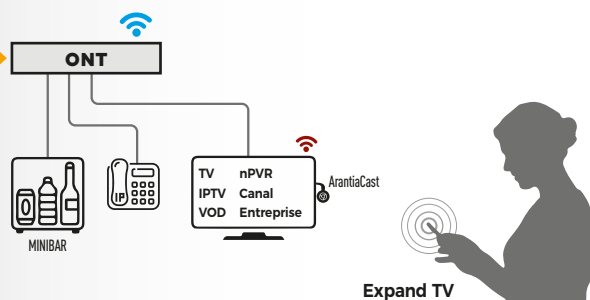 ONT
IP
MINIBAR
TV nPVR
IPTV Canal
VOD Entreprise
ArantiaCast
Expand TV